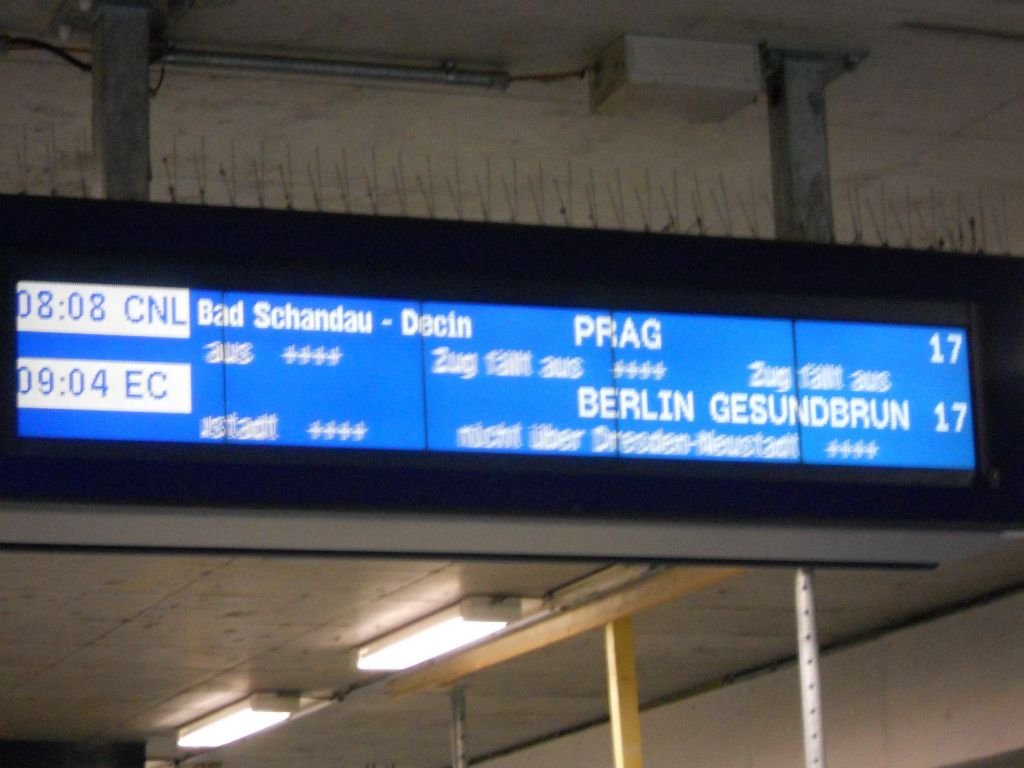 08:08 CNL Bad Schandau - Decin PRAG 17
aus ++++ Zug fällt aus ++++ Zug fällt aus
09:04 EC BERLIN GESUNDBRUN 17
ustadt ++++ nicht über Dresden-Neustadt ++++